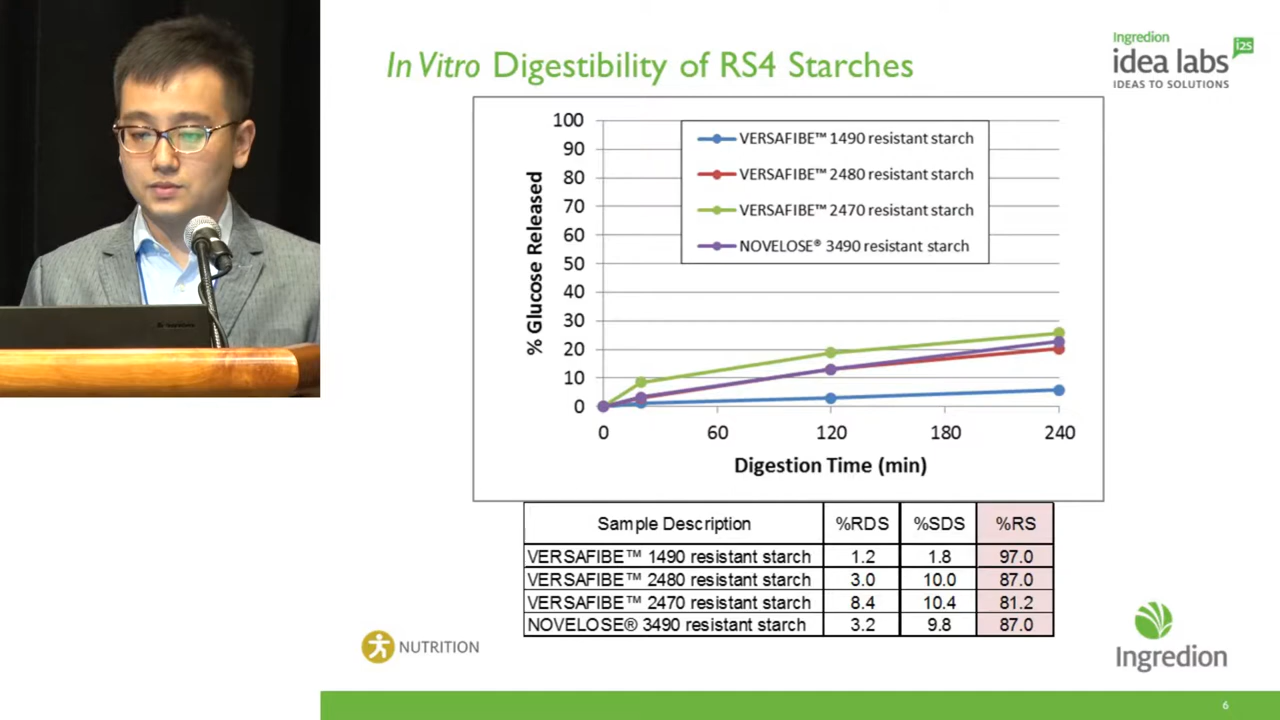 In Vitro Digestibility of RS4 Starches
Ingredion
idea labs i2s
IDEAS TO SOLUTIONS
100
90
80
70
60
50
40
30
20
10
0
% Glucose Released
VERSAFIBE™ 1490 resistant starch
VERSAFIBE™ 2480 resistant starch
VERSAFIBE™ 2470 resistant starch
NOVELOSE® 3490 resistant starch
0 60 120 180 240
Digestion Time (min)
Sample Description %RDS %SDS %RS
VERSAFIBE™ 1490 resistant starch 1.2 1.8 97.0
VERSAFIBE™ 2480 resistant starch 3.0 10.0 87.0
VERSAFIBE™ 2470 resistant starch 8.4 10.4 81.2
NOVELOSE® 3490 resistant starch 3.2 9.8 87.0
NUTRITION
Ingredion
6